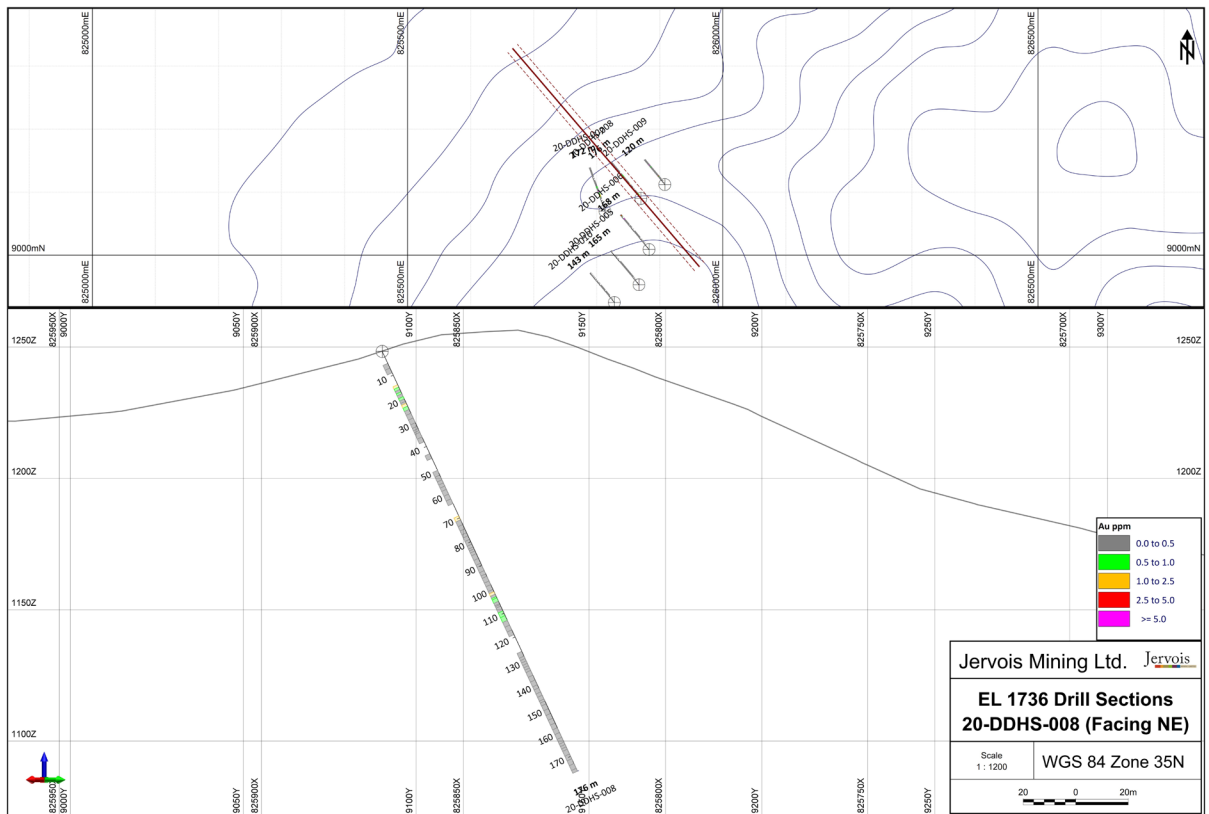 825000mE
825500mE
826000mE
826500mE
N
20-DDHS-008
176 m
272 m
20-DDHS-009
120 m
20-DDHS-006
168 m
20-DDHS-005
165 m
143 m
9000mN
9000mN
825000mE
825500mE
826000mE
826500mE
825950X
9000Y
9050Y
825900X
9100Y
825850X
9150Y
825800X
9200Y
825750X
9250Y
825700X
9300Y
1250Z
1250Z
10
20
30
40
50
1200Z
1200Z
60
70
80
90
100
1150Z
110
120
130
140
150
1100Z
160
170
176 m
20-DDHS-008
Au ppm
0.0 to 0.5
0.5 to 1.0
1.0 to 2.5
2.5 to 5.0
>= 5.0
Jervois Mining Ltd. Jervois
EL 1736 Drill Sections
20-DDHS-008 (Facing NE)
Scale
1 : 1200
WGS 84 Zone 35N
20 0 20m
825950X
9000Y
9050Y
825900X
9100Y
825850X
9150Y
825800X
9200Y
825750X
9250Y